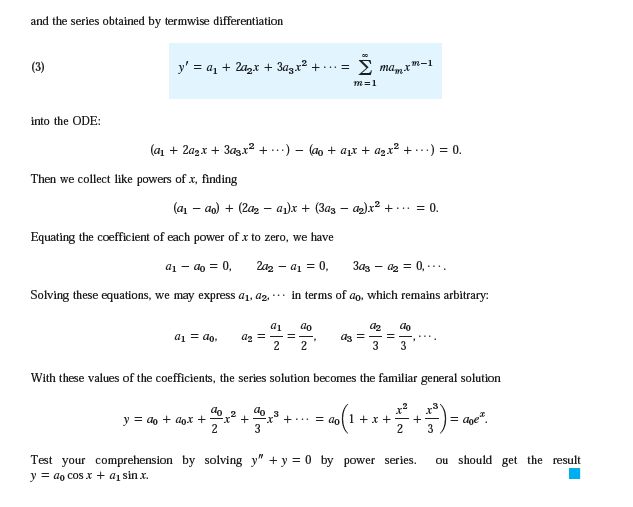 and the series obtained by termwise differentiation
(3) y′ = a₁ + 2a₂x + 3a₃x² + ··· = ∑_{m=1}^{∞} maₘx^{m−1}
into the ODE:
(a₁ + 2a₂x + 3a₃x² + ···) − (a₀ + a₁x + a₂x² + ···) = 0.
Then we collect like powers of x, finding
(a₁ − a₀) + (2a₂ − a₁)x + (3a₃ − a₂)x² + ··· = 0.
Equating the coefficient of each power of x to zero, we have
a₁ − a₀ = 0, 2a₂ − a₁ = 0, 3a₃ − a₂ = 0, ··· .
Solving these equations, we may express a₁, a₂, ··· in terms of a₀, which remains arbitrary:
a₁ = a₀, a₂ = a₁/2 = a₀/2, a₃ = a₂/3 = a₀/3, ··· .
With these values of the coefficients, the series solution becomes the familiar general solution
y = a₀ + a₀x + a₀/2 x² + a₀/3 x³ + ··· = a₀(1 + x + x²/2 + x³/3) = a₀eˣ.
Test your comprehension by solving y″ + y = 0 by power series. ou should get the result
y = a₀ cos x + a₁ sin x.